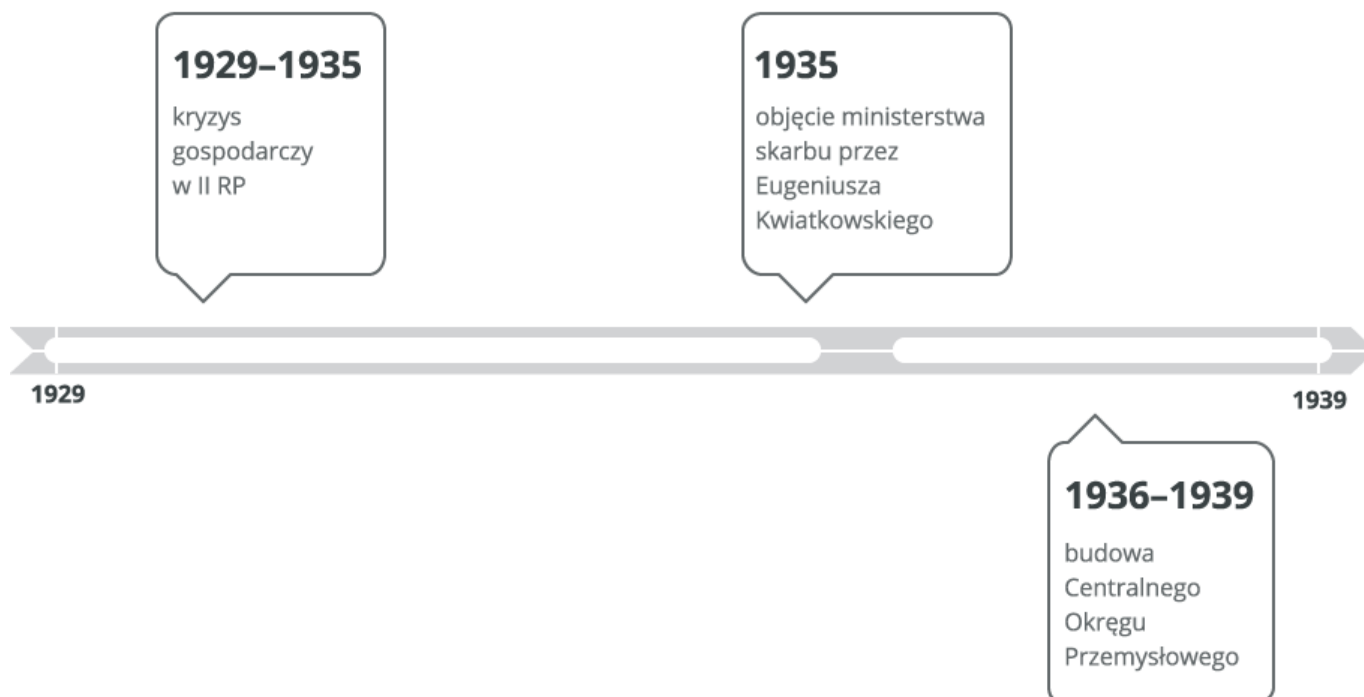 1929–1935
kryzys
gospodarczy
w II RP
1935
objęcie ministerstwa
skarbu przez
Eugeniusza
Kwiatkowskiego
1929
1939
1936–1939
budowa
Centralnego
Okręgu
Przemysłowego